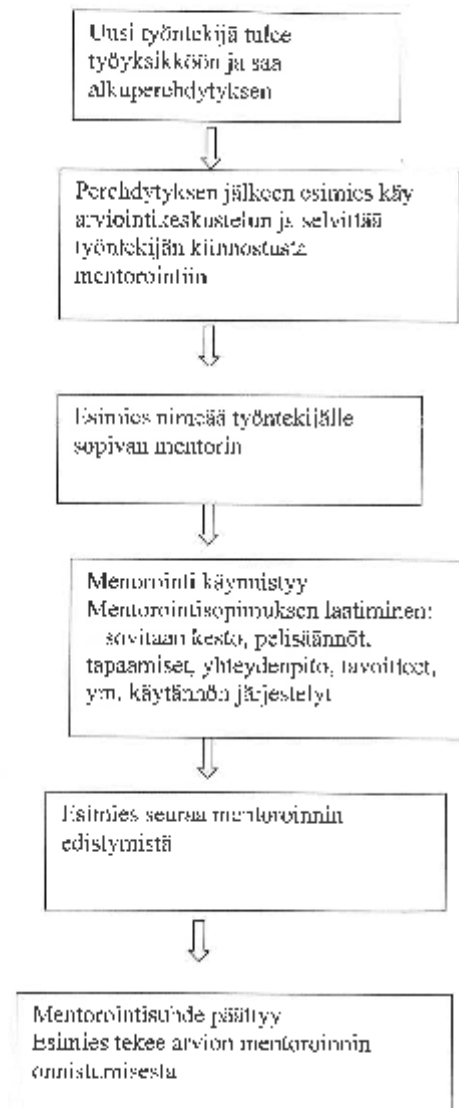 Uusi työntekijä tulee
työyksikköön ja saa
alkuperehdytyksen
Perehdytyksen jälkeen esimies käy
arviointikeskustelun ja selvittää
työntekijän kiinnostusta
mentorointiin
Esimies nimeää työntekijälle
sopivan mentorin
Menorointi käynnistyy
Mentorointisopimuksen laatiminen:
sovitaan kesto, pelisäännöt,
tapaamiset, yhteydenpito, tavoitteet,
ym. käytännön järjestelyt
Esimies seuraa mentoroinnin
edistymistä
Mentorointisuhde päättyy
Esimies tekee arvion mentoroinnin
onnistumisesta